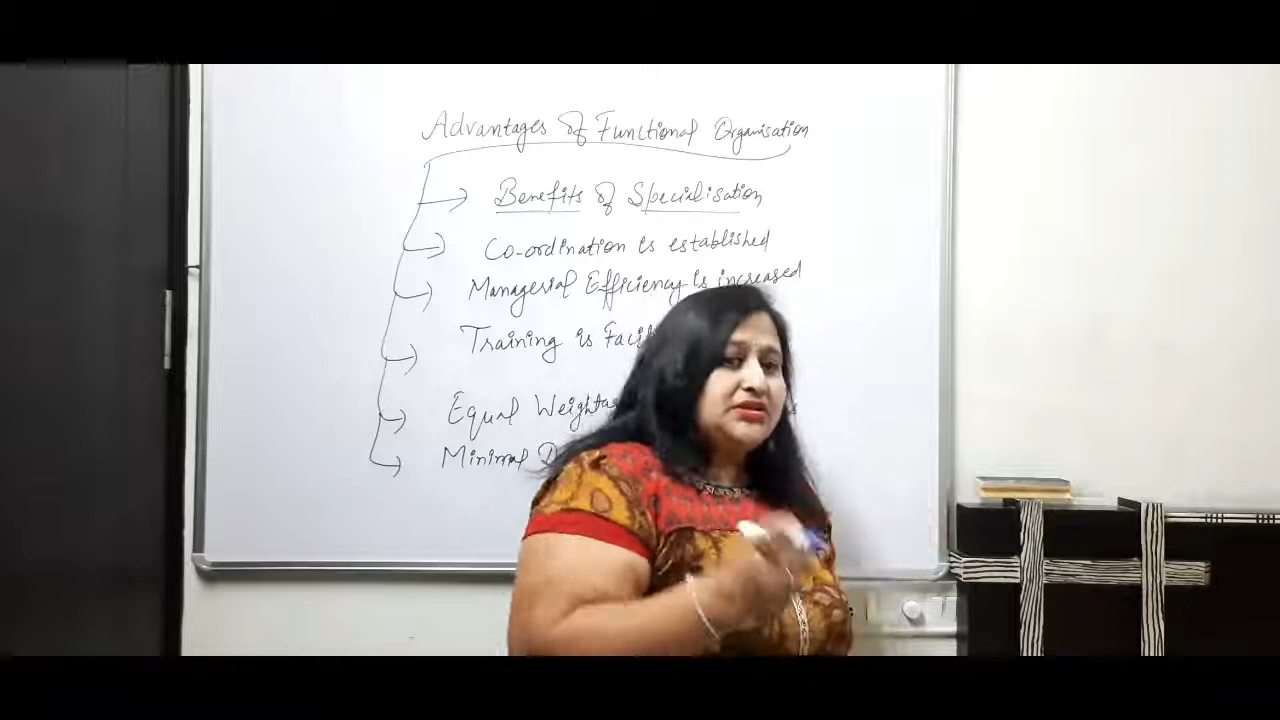 Advantages of Functional Organisation
Benefits of Specialisation
Co-ordination is established
Managerial Efficiency is increased
Training is
Equal
Minimal